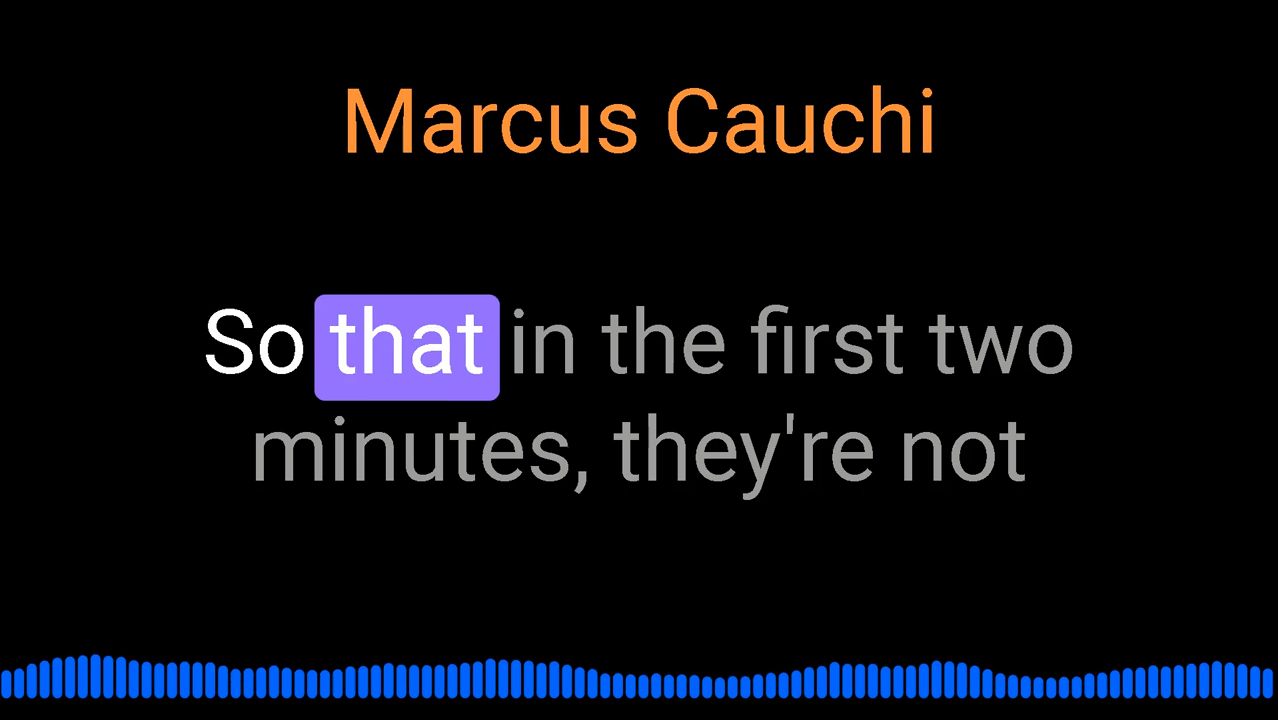 Marcus Cauchi
So that in the first two
minutes, they're not